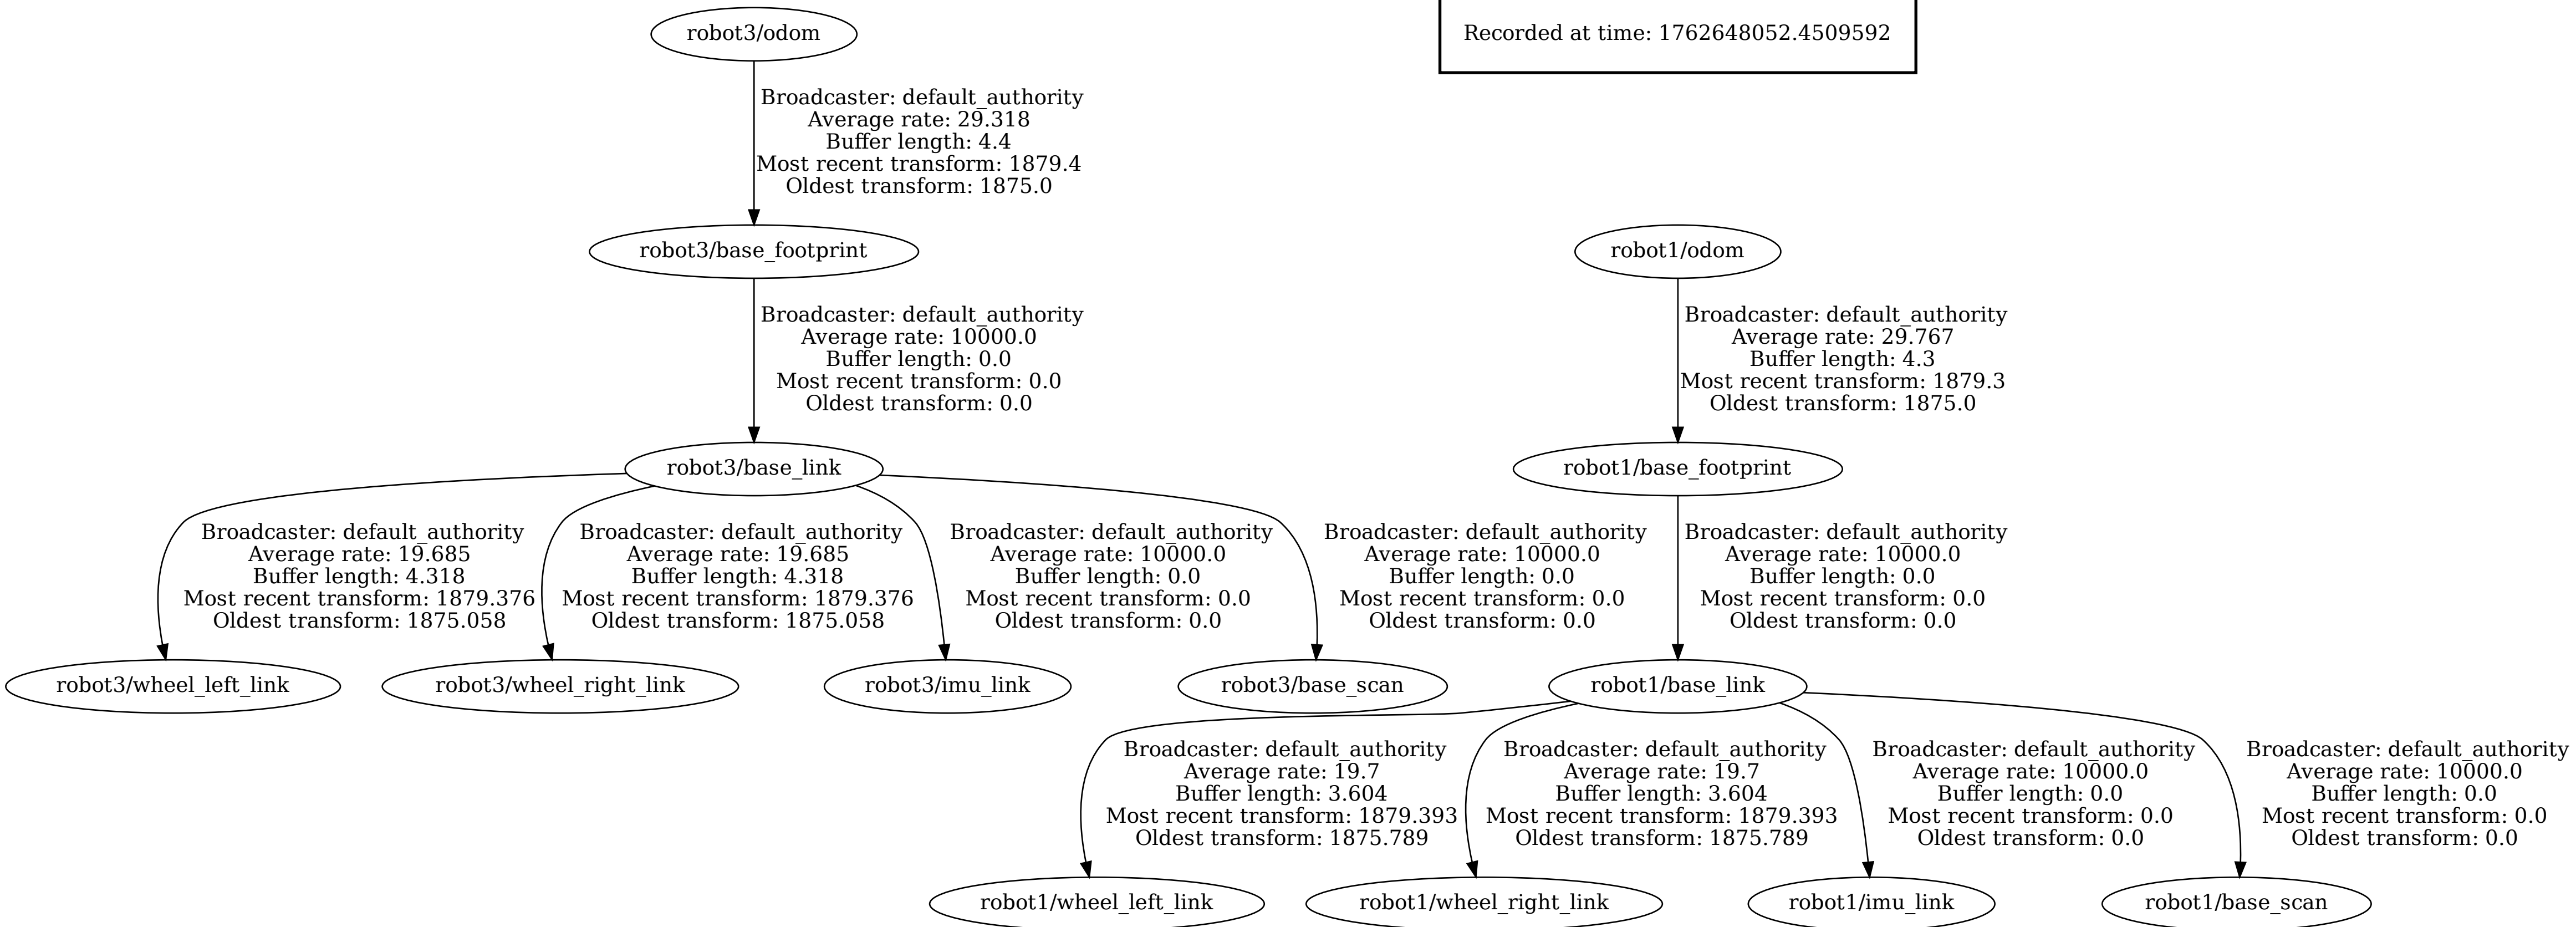 robot3/odom
Recorded at time: 1762648052.4509592
Broadcaster: default_authority
Average rate: 29.318
Buffer length: 4.4
Most recent transform: 1879.4
Oldest transform: 1875.0
robot3/base_footprint
robot1/odom
Broadcaster: default_authority
Average rate: 10000.0
Buffer length: 0.0
Most recent transform: 0.0
Oldest transform: 0.0
Broadcaster: default_authority
Average rate: 29.767
Buffer length: 4.3
Most recent transform: 1879.3
Oldest transform: 1875.0
robot3/base_link
robot1/base_footprint
Broadcaster: default_authority
Average rate: 19.685
Buffer length: 4.318
Most recent transform: 1879.376
Oldest transform: 1875.058
Broadcaster: default_authority
Average rate: 19.685
Buffer length: 4.318
Most recent transform: 1879.376
Oldest transform: 1875.058
Broadcaster: default_authority
Average rate: 10000.0
Buffer length: 0.0
Most recent transform: 0.0
Oldest transform: 0.0
Broadcaster: default_authority
Average rate: 10000.0
Buffer length: 0.0
Most recent transform: 0.0
Oldest transform: 0.0
Broadcaster: default_authority
Average rate: 10000.0
Buffer length: 0.0
Most recent transform: 0.0
Oldest transform: 0.0
robot3/wheel_left_link
robot3/wheel_right_link
robot3/imu_link
robot3/base_scan
robot1/base_link
Broadcaster: default_authority
Average rate: 19.7
Buffer length: 3.604
Most recent transform: 1879.393
Oldest transform: 1875.789
Broadcaster: default_authority
Average rate: 19.7
Buffer length: 3.604
Most recent transform: 1879.393
Oldest transform: 1875.789
Broadcaster: default_authority
Average rate: 10000.0
Buffer length: 0.0
Most recent transform: 0.0
Oldest transform: 0.0
Broadcaster: default_authority
Average rate: 10000.0
Buffer length: 0.0
Most recent transform: 0.0
Oldest transform: 0.0
robot1/wheel_left_link
robot1/wheel_right_link
robot1/imu_link
robot1/base_scan